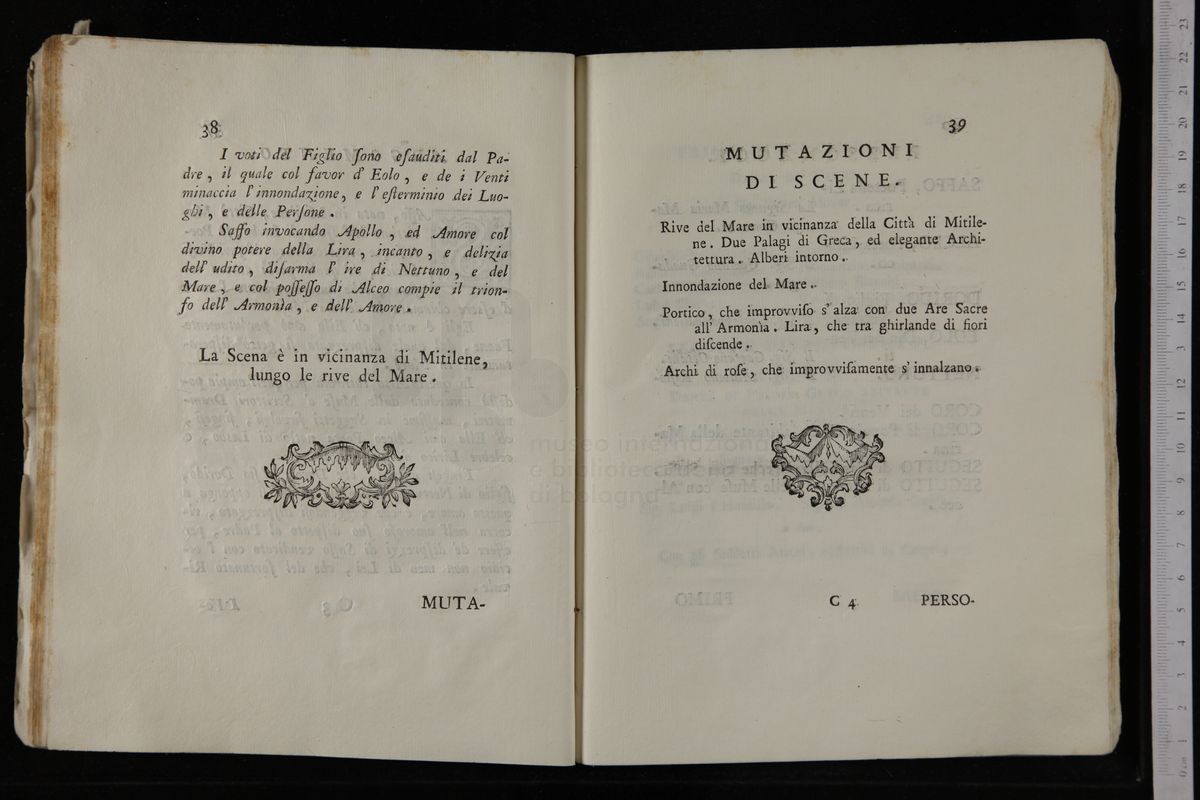 38
I voti del Figlio ſono eſauditi dal Pa-
dre, il quale col favor d' Eolo, e de i Venti
minaccia l' innondazione, e l' eſterminio dei Luo-
ghi, e delle Perſone.
Saffo invocando Apollo, ed Amore col
divino potere della Lira, incanto, e delizia
dell' udito, diſarma l' ire di Nettuno, e del
Mare, e col poſſeſſo di Alceo compie il trion-
fo dell' Armonìa, e dell' Amore.
La Scena è in vicinanza di Mitilene,
lungo le rive del Mare.
MUTA-
39
MUTAZIONI
DI SCENE.
Rive del Mare in vicinanza della Città di Mitile-
ne. Due Palagi di Greca, ed elegante Archi-
tettura. Alberi intorno.
Innondazione del Mare.
Portico, che improvviſo s' alza con due Are Sacre
all' Armonìa. Lira, che tra ghirlande di fiori
diſcende.
Archi di roſe, che improvviſamente s' innalzano.
C 4
PERSO-
museo internazionale
e biblioteca
di bologna